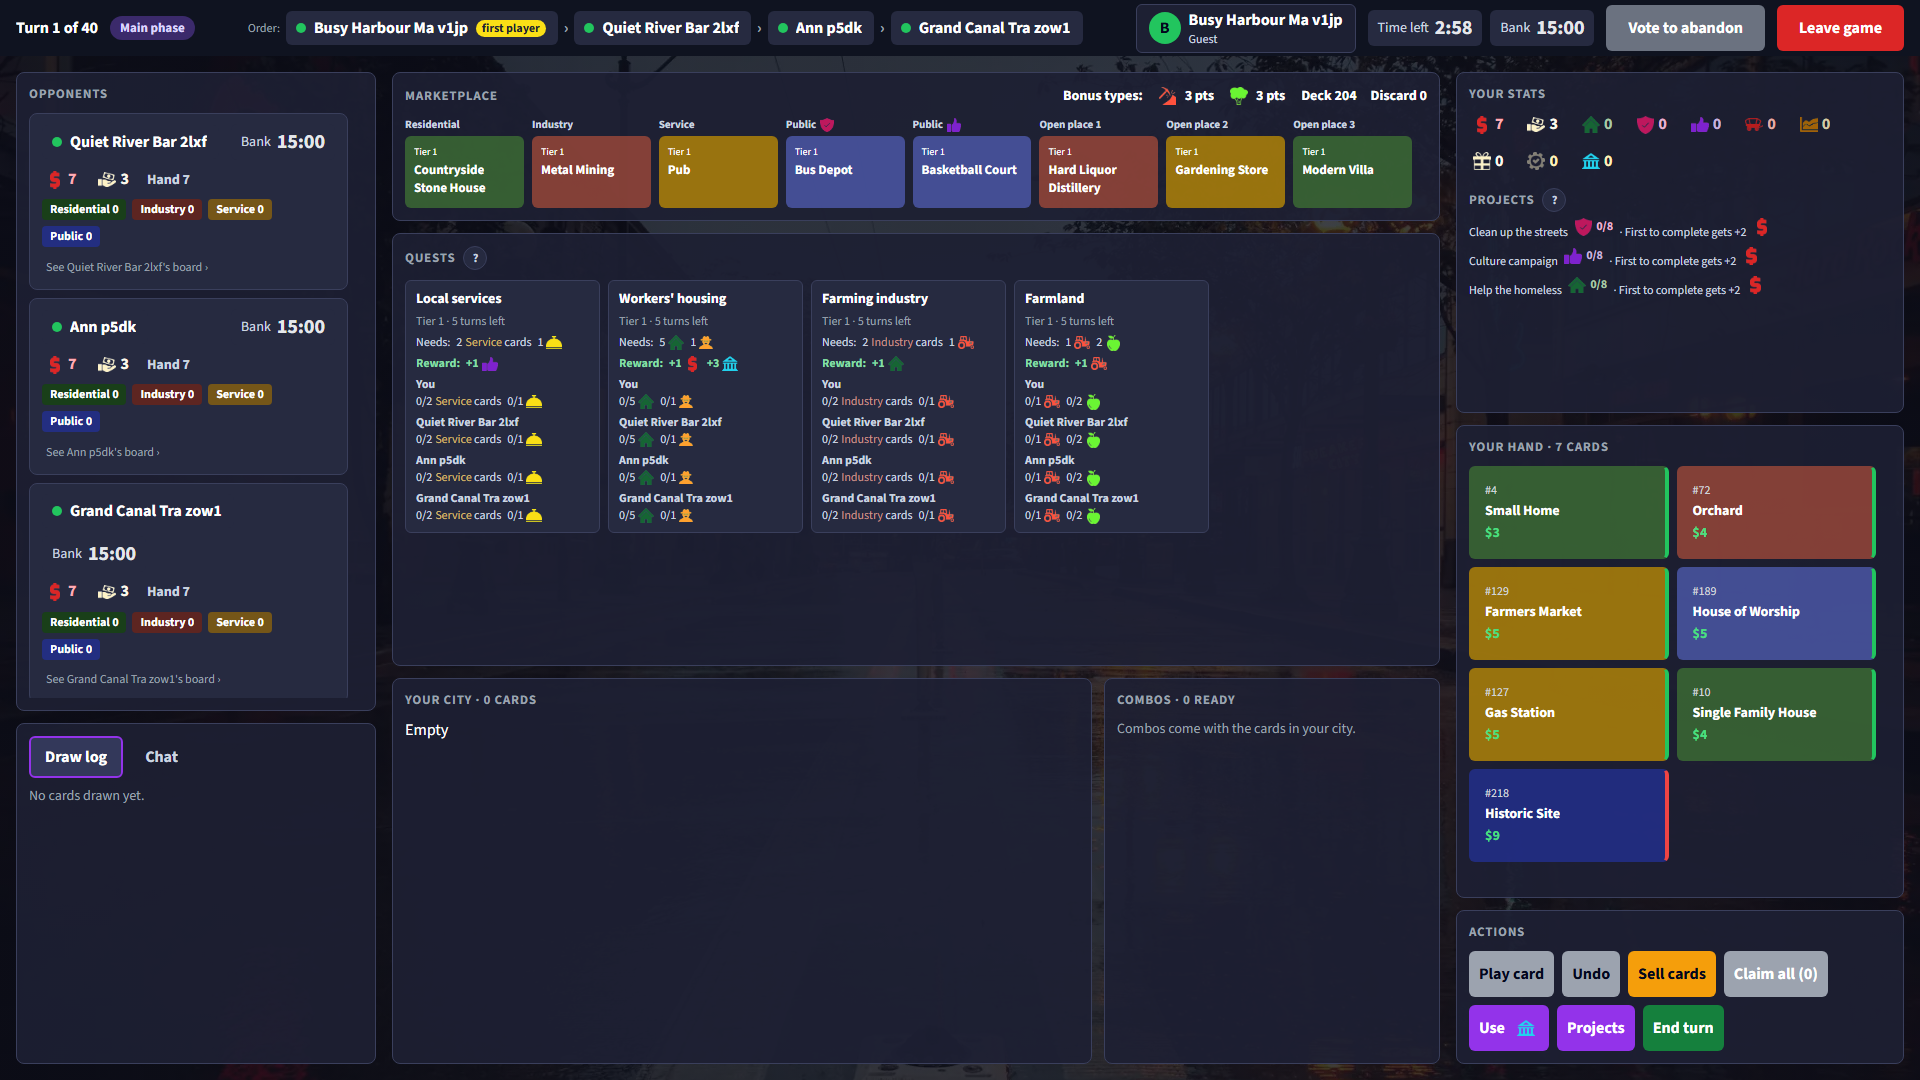 Turn 1 of 40
Main phase
Order:
Busy Harbour Ma v1jp
first player
›
Quiet River Bar 2lxf
›
Ann p5dk
›
Grand Canal Tra zow1
B
Busy Harbour Ma v1jp
Guest
Time left 2:58
Bank 15:00
Vote to abandon
Leave game
OPPONENTS
Quiet River Bar 2lxf
Bank 15:00
7
3
Hand 7
Residential 0
Industry 0
Service 0
Public 0
See Quiet River Bar 2lxf's board ›
Ann p5dk
Bank 15:00
7
3
Hand 7
Residential 0
Industry 0
Service 0
Public 0
See Ann p5dk's board ›
Grand Canal Tra zow1
Bank 15:00
7
3
Hand 7
Residential 0
Industry 0
Service 0
Public 0
See Grand Canal Tra zow1's board ›
Draw log
Chat
No cards drawn yet.
MARKETPLACE
Bonus types:
3 pts
3 pts
Deck 204
Discard 0
Residential
Tier 1
Countryside
Stone House
Industry
Tier 1
Metal Mining
Service
Tier 1
Pub
Public
Tier 1
Bus Depot
Public
Tier 1
Basketball Court
Open place 1
Tier 1
Hard Liquor
Distillery
Open place 2
Tier 1
Gardening Store
Open place 3
Tier 1
Modern Villa
QUESTS
?
Local services
Tier 1 · 5 turns left
Needs: 2 Service cards 1
Reward: +1
You
0/2 Service cards 0/1
Quiet River Bar 2lxf
0/2 Service cards 0/1
Ann p5dk
0/2 Service cards 0/1
Grand Canal Tra zow1
0/2 Service cards 0/1
Workers' housing
Tier 1 · 5 turns left
Needs: 5 1
Reward: +1 +3
You
0/5 0/1
Quiet River Bar 2lxf
0/5 0/1
Ann p5dk
0/5 0/1
Grand Canal Tra zow1
0/5 0/1
Farming industry
Tier 1 · 5 turns left
Needs: 2 Industry cards 1
Reward: +1
You
0/2 Industry cards 0/1
Quiet River Bar 2lxf
0/2 Industry cards 0/1
Ann p5dk
0/2 Industry cards 0/1
Grand Canal Tra zow1
0/2 Industry cards 0/1
Farmland
Tier 1 · 5 turns left
Needs: 1 2
Reward: +1
You
0/1 0/2
Quiet River Bar 2lxf
0/1 0/2
Ann p5dk
0/1 0/2
Grand Canal Tra zow1
0/1 0/2
YOUR CITY · 0 CARDS
Empty
COMBOS · 0 READY
Combos come with the cards in your city.
YOUR STATS
7
3
0
0
0
0
0
0
0
0
PROJECTS
?
Clean up the streets 0/8 · First to complete gets +2
Culture campaign 0/8 · First to complete gets +2
Help the homeless 0/8 · First to complete gets +2
YOUR HAND · 7 CARDS
#4
Small Home
$3
#72
Orchard
$4
#129
Farmers Market
$5
#189
House of Worship
$5
#127
Gas Station
$5
#10
Single Family House
$4
#218
Historic Site
$9
ACTIONS
Play card
Undo
Sell cards
Claim all (0)
Use
Projects
End turn